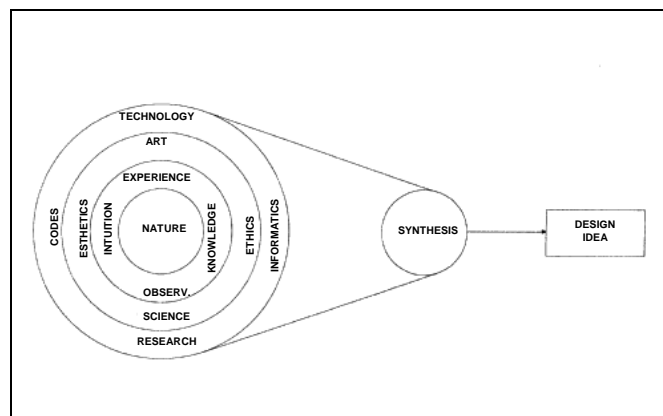 TECHNOLOGY
ART
EXPERIENCE
CODES
ESTHETICS
INTUITION
NATURE
KNOWLEDGE
ETHICS
INFORMATICS
OBSERV.
SCIENCE
RESEARCH
SYNTHESIS
DESIGN
IDEA